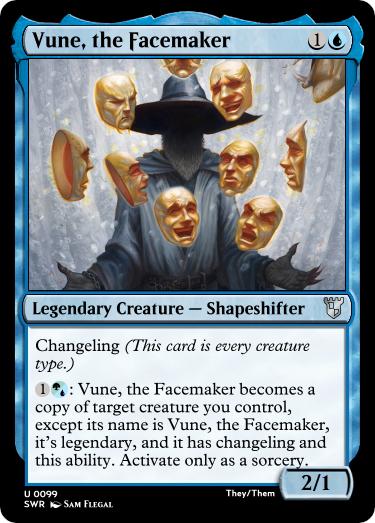 Vune, the Facemaker 1
Legendary Creature — Shapeshifter
Changeling (This card is every creature
type.)
1 : Vune, the Facemaker becomes a
copy of target creature you control,
except its name is Vune, the Facemaker,
it's legendary, and it has changeling and
this ability. Activate only as a sorcery.
2/1
U 0099
They/Them
SWR SAM FLEGAL